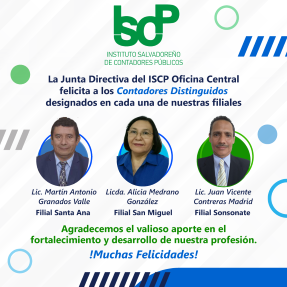 ISCP
INSTITUTO SALVADOREÑO
DE CONTADORES PÚBLICOS
La Junta Directiva del ISCP Oficina Central
felicita a los Contadores Distinguidos
designados en cada una de nuestras filiales
Lic. Martín Antonio
Granados Valle
Filial Santa Ana
Licda. Alicia Medrano
González
Filial San Miguel
Lic. Juan Vicente
Contreras Madrid
Filial Sonsonate
Agradecemos el valioso aporte en el
fortalecimiento y desarrollo de nuestra profesión.
!Muchas Felicidades!